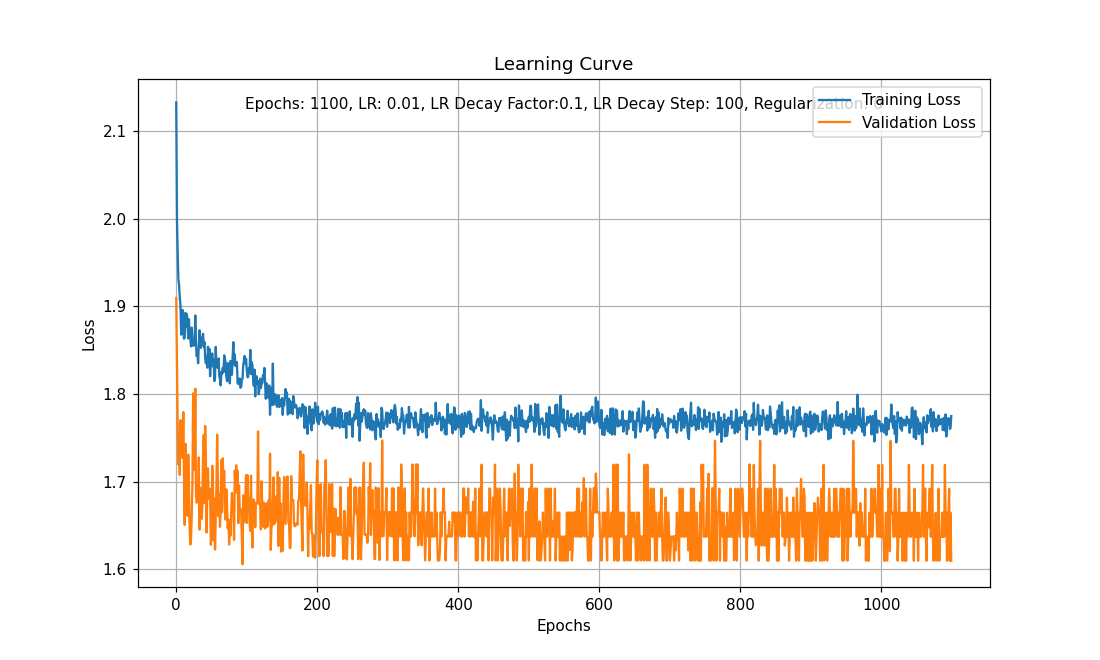 Learning Curve
Epochs: 1100, LR: 0.01, LR Decay Factor:0.1, LR Decay Step: 100, Regularization: 0
Training Loss
Validation Loss
2.1
2.0
1.9
1.8
1.7
1.6
Loss
0 200 400 600 800 1000
Epochs